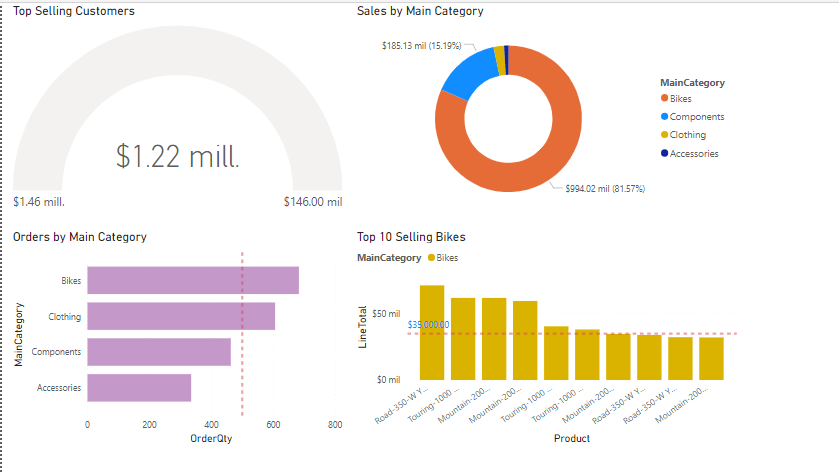 Top Selling Customers
$1.22 mill.
$1.46 mill.
$146.00 mil
Sales by Main Category
$185.13 mil (15.19%)
$994.02 mil (81.57%)
MainCategory
Bikes
Components
Clothing
Accessories
Orders by Main Category
MainCategory
Bikes
Clothing
Components
Accessories
0 200 400 600 800
OrderQty
Top 10 Selling Bikes
MainCategory Bikes
LineTotal
$50 mil
$35,000.00
$0 mil
Road-350-W Y...
Touring-1000 ...
Mountain-200...
Mountain-200...
Touring-1000 ...
Touring-1000 ...
Mountain-200...
Road-350-W Y...
Road-350-W Y...
Mountain-200...
Product